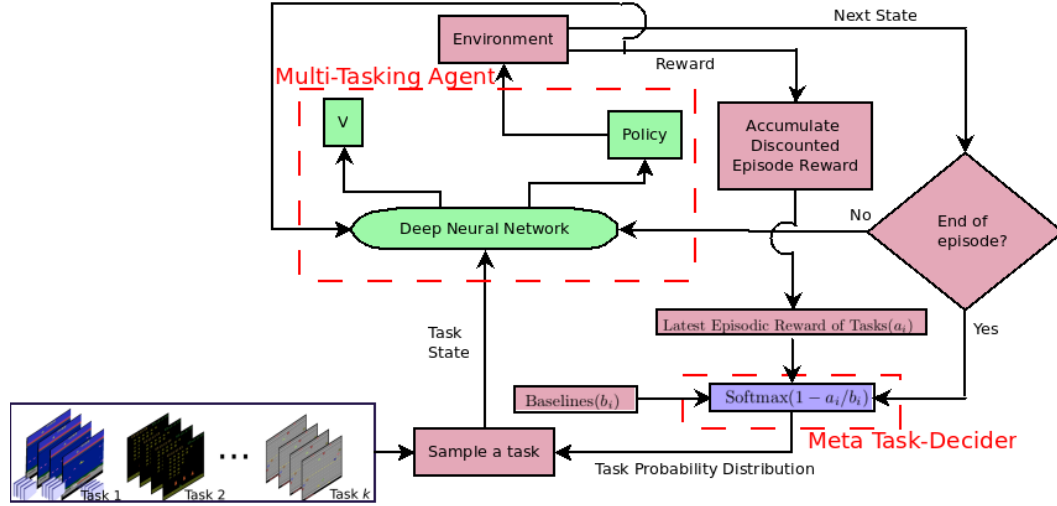 Next State
Environment
Reward
Multi-Tasking Agent
V
Policy
Accumulate
Discounted
Episode Reward
No
End of
episode?
Deep Neural Network
Latest Episodic Reward of Tasks(a_i)
Yes
Task
State
Baselines(b_i)
Softmax(1 − a_i/b_i)
Meta Task-Decider
Sample a task
Task Probability Distribution
...
Task 1
Task 2
Task k